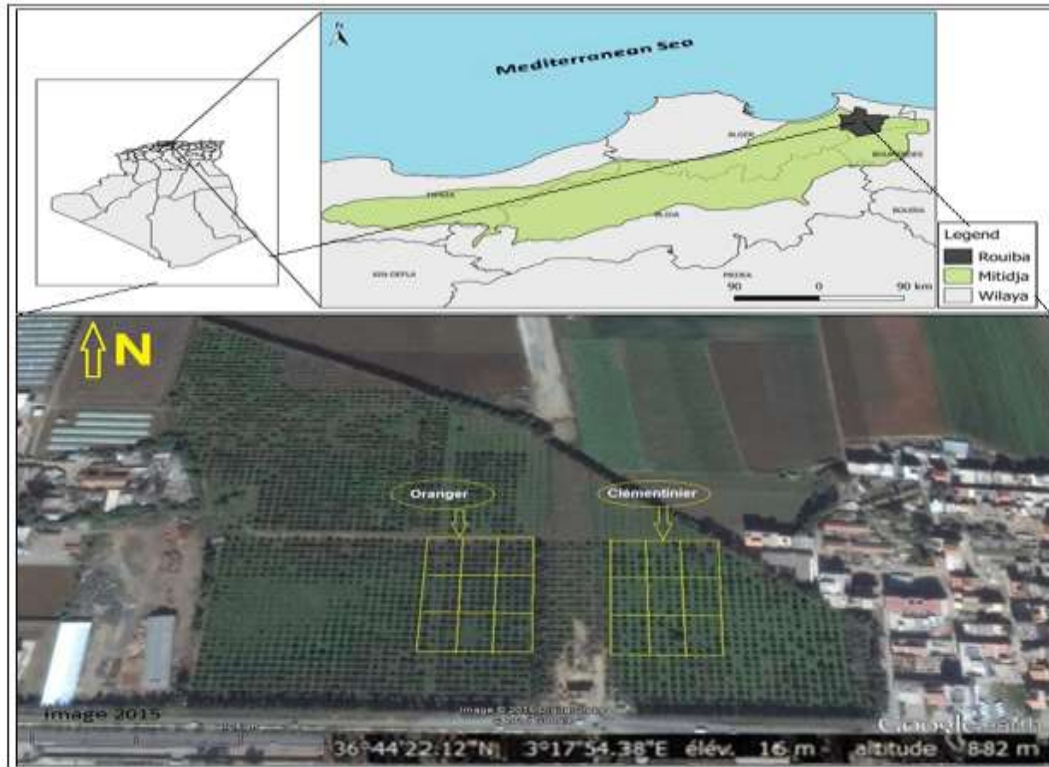 N
Mediterranean Sea
ALGER
BOUMERDES
TIPAZA
BLIDA
BOUIRA
AIN-DEFLA
MEDEA
Legend
Rouiba
Mitidja
Wilaya
90 0 90 km
N
Oranger
Clémentinier
Image 2015
Google earth
36°44'22.12"N 3°17'54.38"E élév. 16 m altitude 882 m